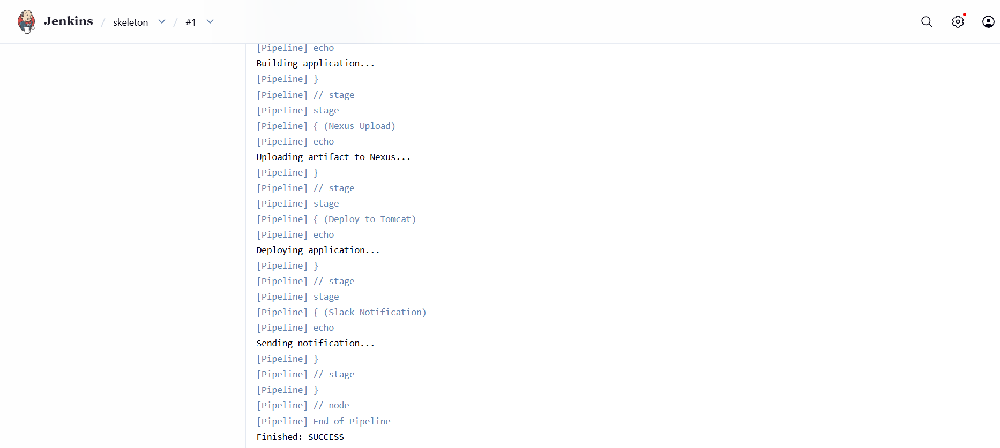 Jenkins / skeleton / #1
[Pipeline] echo
Building application...
[Pipeline] }
[Pipeline] // stage
[Pipeline] stage
[Pipeline] { (Nexus Upload)
[Pipeline] echo
Uploading artifact to Nexus...
[Pipeline] }
[Pipeline] // stage
[Pipeline] stage
[Pipeline] { (Deploy to Tomcat)
[Pipeline] echo
Deploying application...
[Pipeline] }
[Pipeline] // stage
[Pipeline] stage
[Pipeline] { (Slack Notification)
[Pipeline] echo
Sending notification...
[Pipeline] }
[Pipeline] // stage
[Pipeline] }
[Pipeline] // node
[Pipeline] End of Pipeline
Finished: SUCCESS